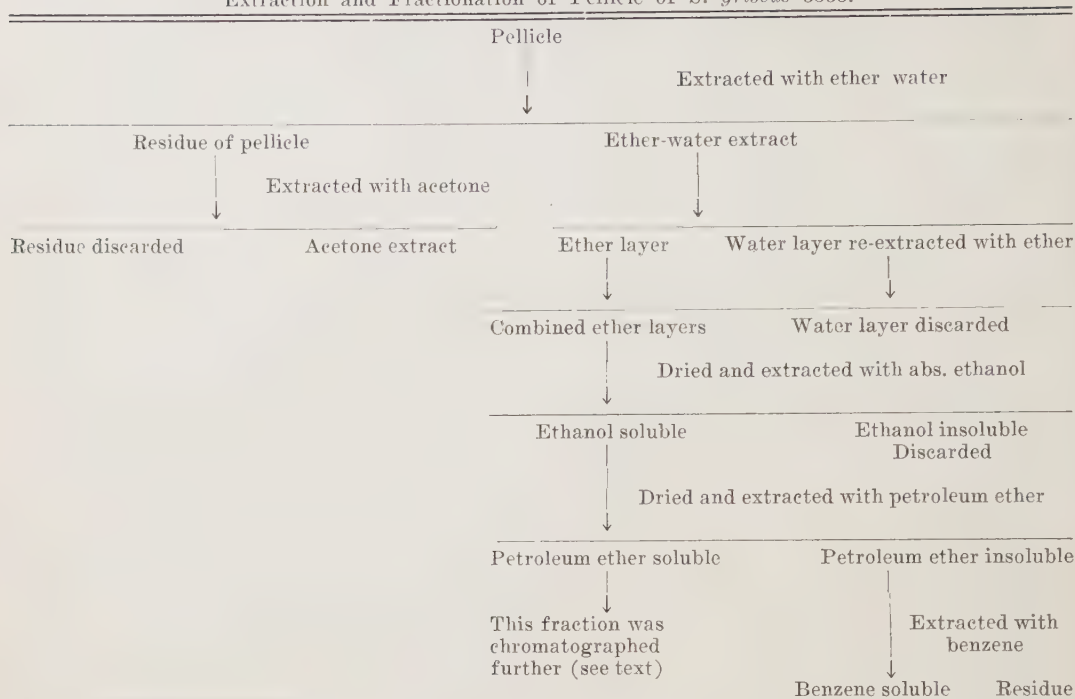 Extraction and Fractionation of Pellicle of S. griseus
Pellicle
Extracted with ether water
Residue of pellicle Ether-water extract
Extracted with acetone
Residue discarded Acetone extract Ether layer Water layer re-extracted with ether
Combined ether layers Water layer discarded
Dried and extracted with abs. ethanol
Ethanol soluble Ethanol insoluble
Discarded
Dried and extracted with petroleum ether
Petroleum ether soluble Petroleum ether insoluble
This fraction was Extracted with
chromatographed benzene
further (see text)
Benzene soluble Residue